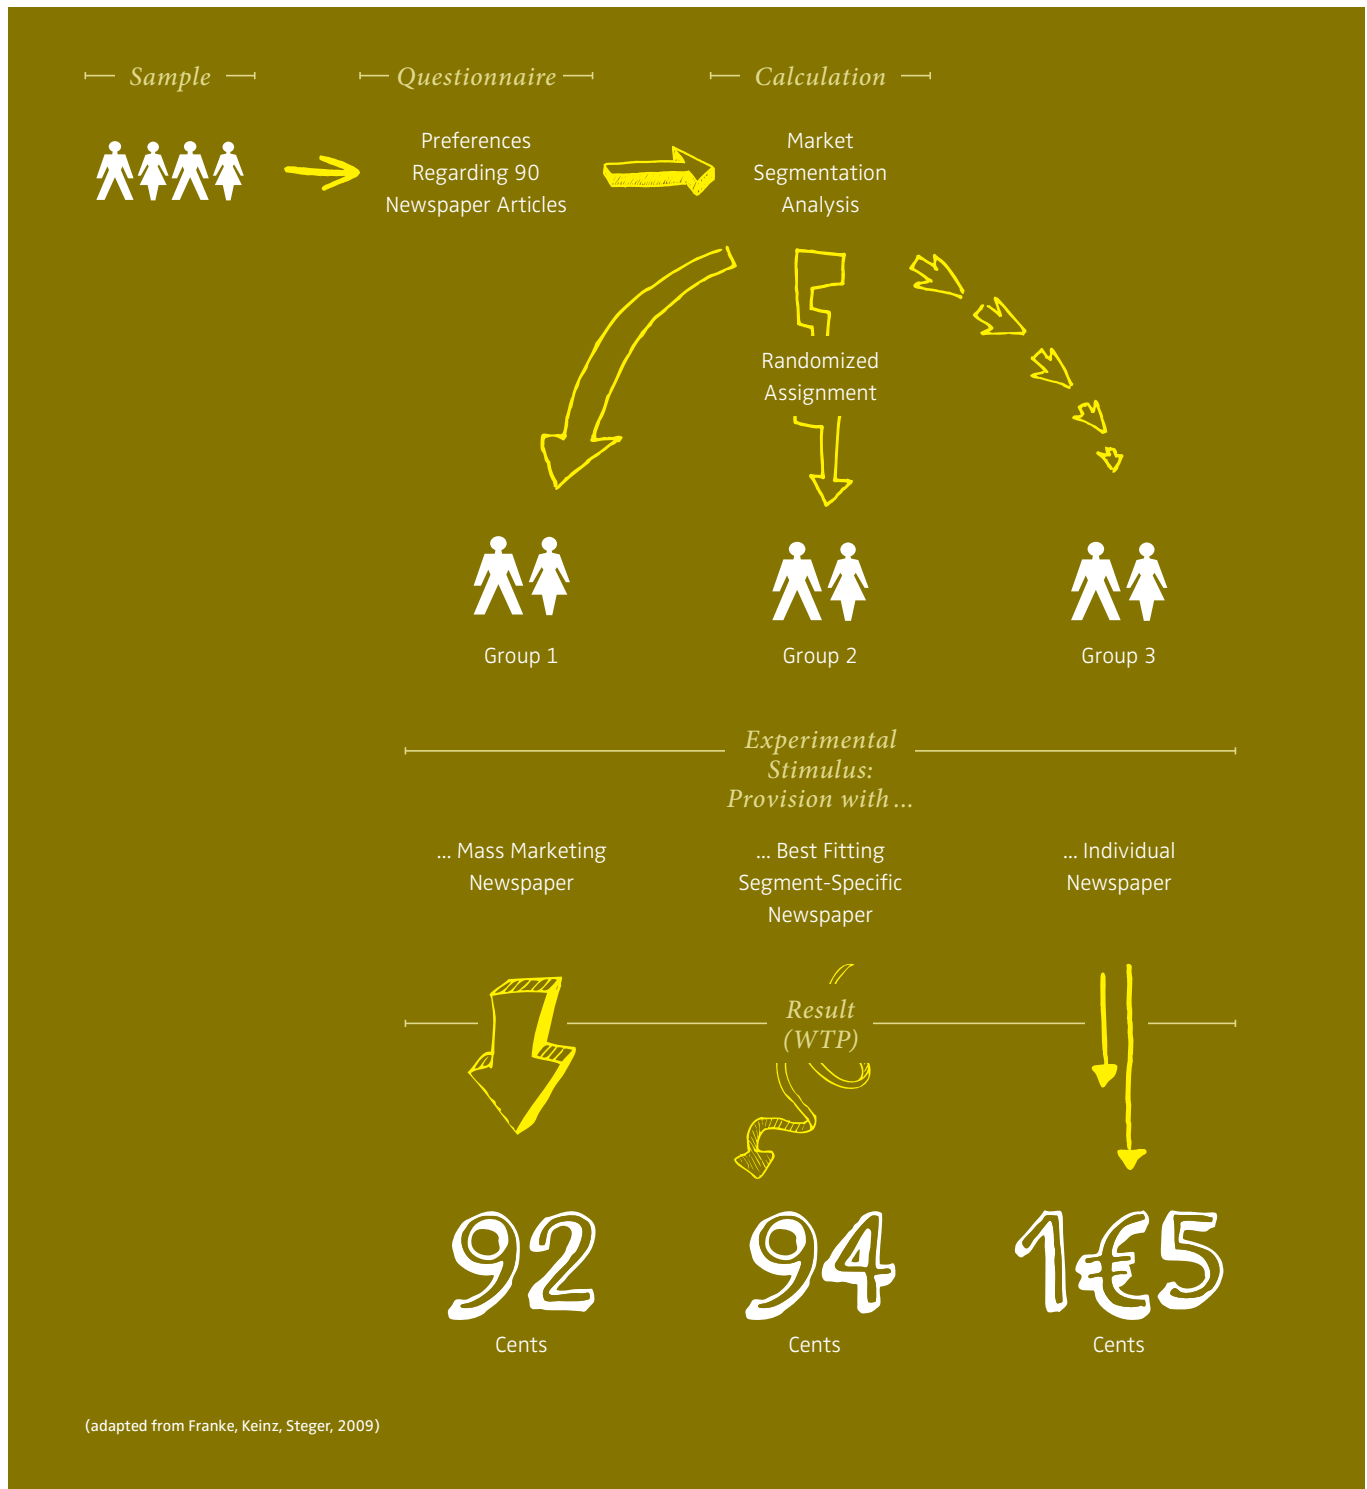 Sample
Questionnaire
Calculation
Preferences
Regarding 90
Newspaper Articles
Market
Segmentation
Analysis
Randomized
Assignment
Group 1
Group 2
Group 3
Experimental
Stimulus:
Provision with ...
... Mass Marketing
Newspaper
... Best Fitting
Segment-Specific
Newspaper
... Individual
Newspaper
Result
(WTP)
92
Cents
94
Cents
1€5
Cents
(adapted from Franke, Keinz, Steger, 2009)